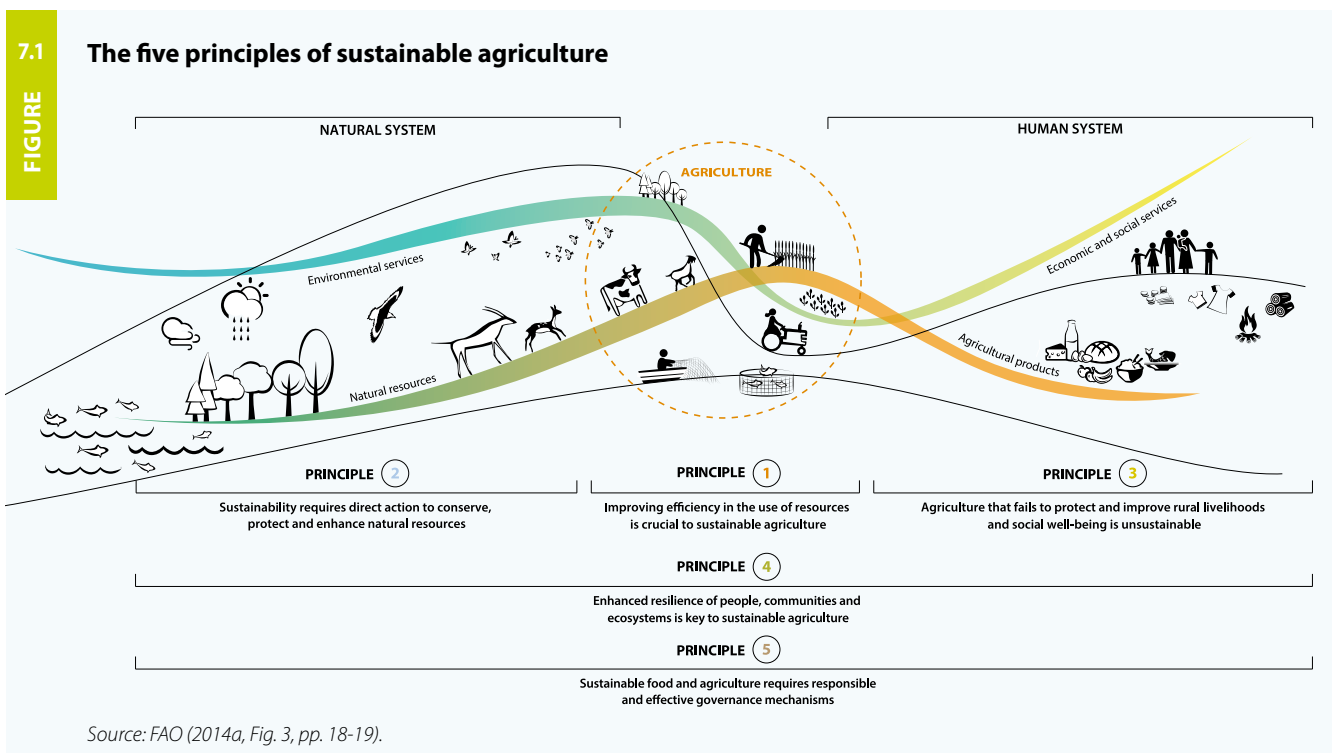 7.1
FIGURE
The five principles of sustainable agriculture
NATURAL SYSTEM
HUMAN SYSTEM
AGRICULTURE
Environmental services
Economic and social services
Natural resources
Agricultural products
PRINCIPLE 2
Sustainability requires direct action to conserve,
protect and enhance natural resources
PRINCIPLE 1
Improving efficiency in the use of resources
is crucial to sustainable agriculture
PRINCIPLE 3
Agriculture that fails to protect and improve rural livelihoods
and social well-being is unsustainable
PRINCIPLE 4
Enhanced resilience of people, communities and
ecosystems is key to sustainable agriculture
PRINCIPLE 5
Sustainable food and agriculture requires responsible
and effective governance mechanisms
Source: FAO (2014a, Fig. 3, pp. 18-19).